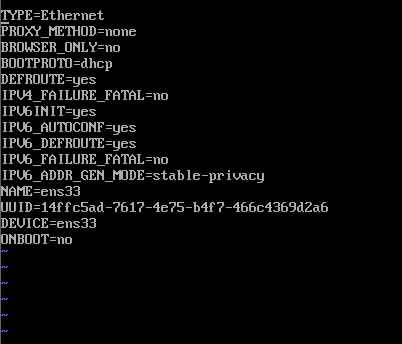 TYPE=Ethernet
PROXY_METHOD=none
BROWSER_ONLY=no
BOOTPROTO=dhcp
DEFROUTE=yes
IPV4_FAILURE_FATAL=no
IPV6INIT=yes
IPV6_AUTOCONF=yes
IPV6_DEFROUTE=yes
IPV6_FAILURE_FATAL=no
IPV6_ADDR_GEN_MODE=stable-privacy
NAME=ens33
UUID=14ffc5ad-7617-4e75-b4f7-466c4369d2a6
DEVICE=ens33
ONBOOT=no
~
~
~
~
~
~